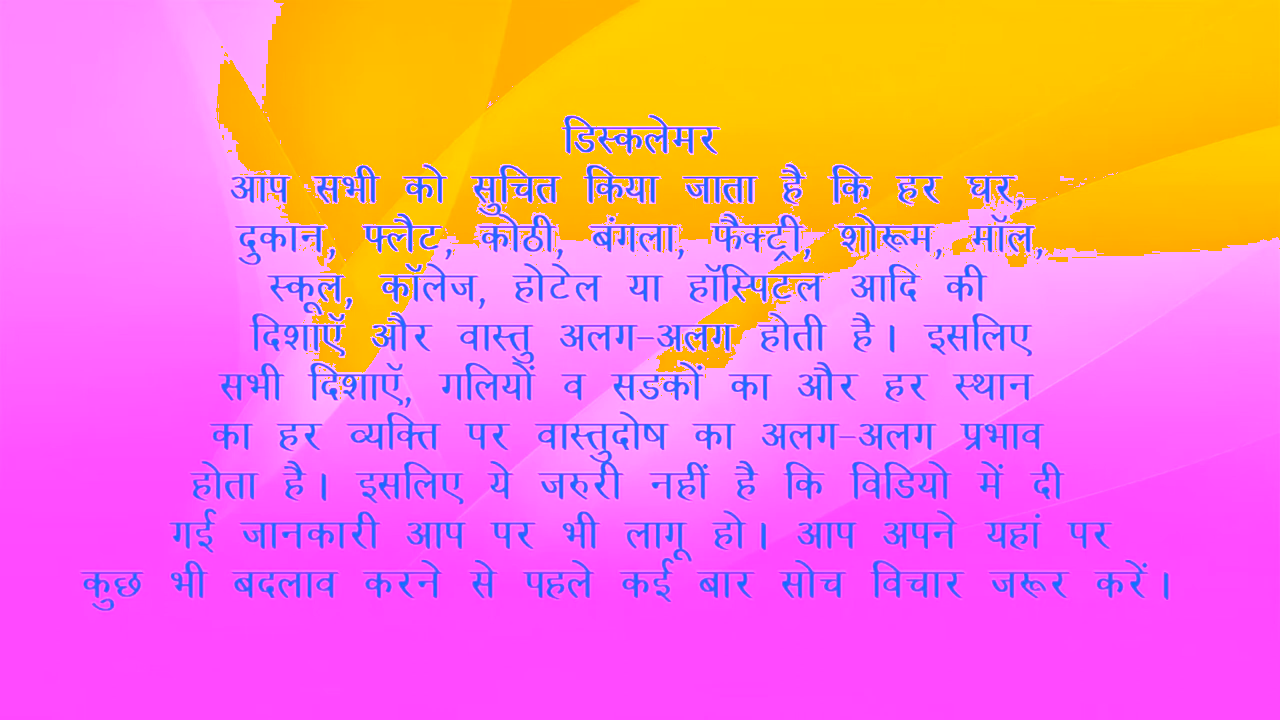 डिस्कलेमर
आप सभी को सुचित किया जाता है कि हर घर,
दुकान, फ्लैट, कोठी, बंगला, फैक्ट्री, शोरूम, मॉल,
स्कूल, कॉलेज, होटेल या हॉस्पिटल आदि की
दिशाऍ और वास्तु अलग-अलग होती है। इसलिए
सभी दिशाऍ, गलियों व सडकों का और हर स्थान
का हर व्यक्ति पर वास्तुदोष का अलग-अलग प्रभाव
होता है। इसलिए ये जरुरी नहीं है कि विडियो में दी
गई जानकारी आप पर भी लागू हो। आप अपने यहां पर
कुछ भी बदलाव करने से पहले कई बार सोच विचार जरूर करें।